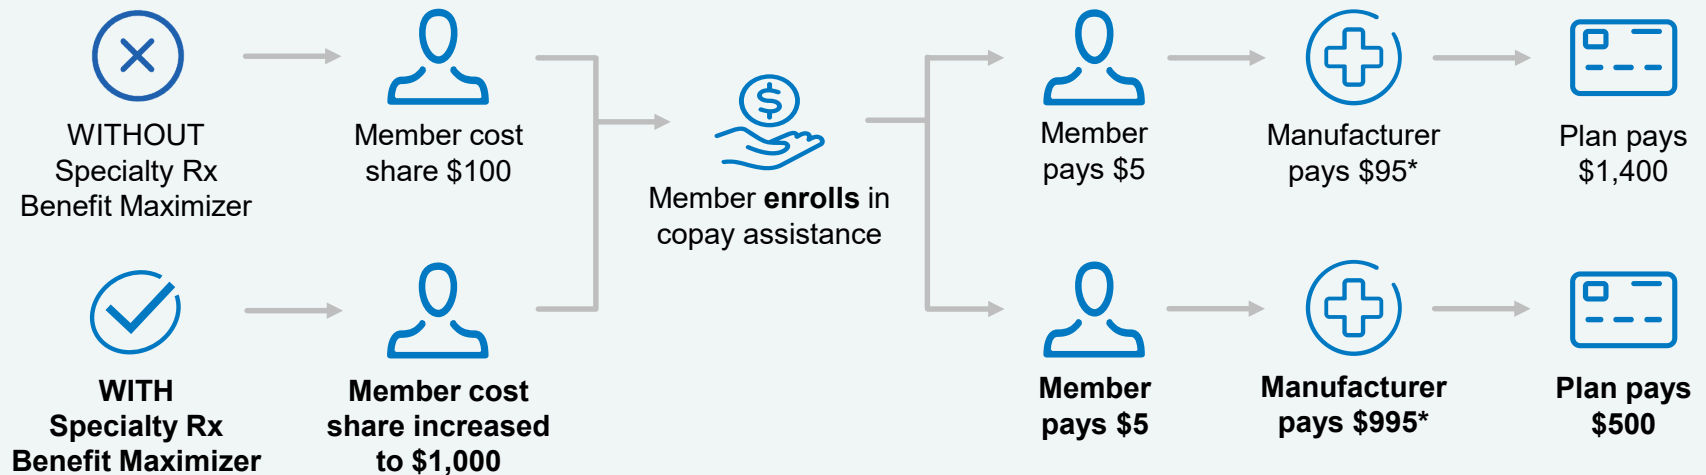 WITHOUT
Specialty Rx
Benefit Maximizer
Member cost
share $100
Member enrolls in
copay assistance
Member
pays $5
Manufacturer
pays $95*
Plan pays
$1,400
WITH
Specialty Rx
Benefit Maximizer
Member cost
share increased
to $1,000
Member
pays $5
Manufacturer
pays $995*
Plan pays
$500